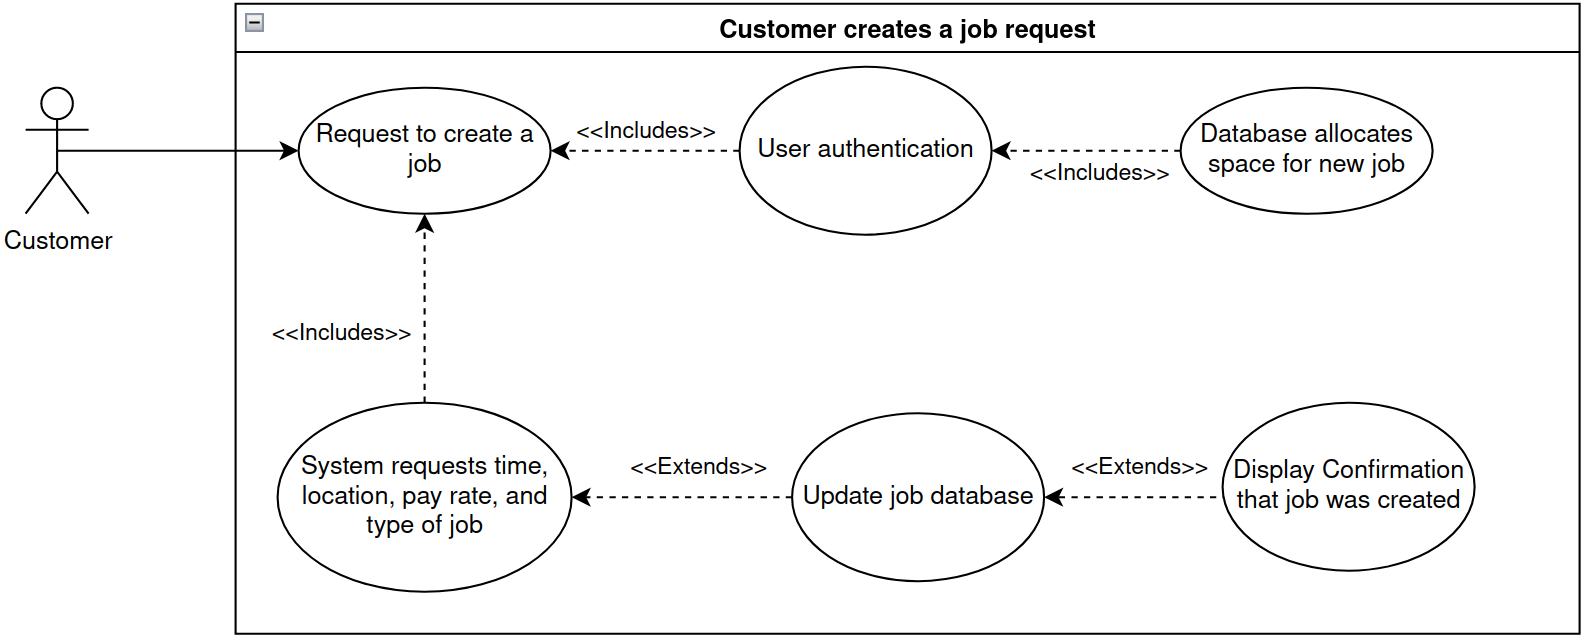 Customer creates a job request
Customer
Request to create a
job
<<Includes>>
User authentication
<<Includes>>
Database allocates
space for new job
<<Includes>>
System requests time,
location, pay rate, and
type of job
<<Extends>>
Update job database
<<Extends>>
Display Confirmation
that job was created